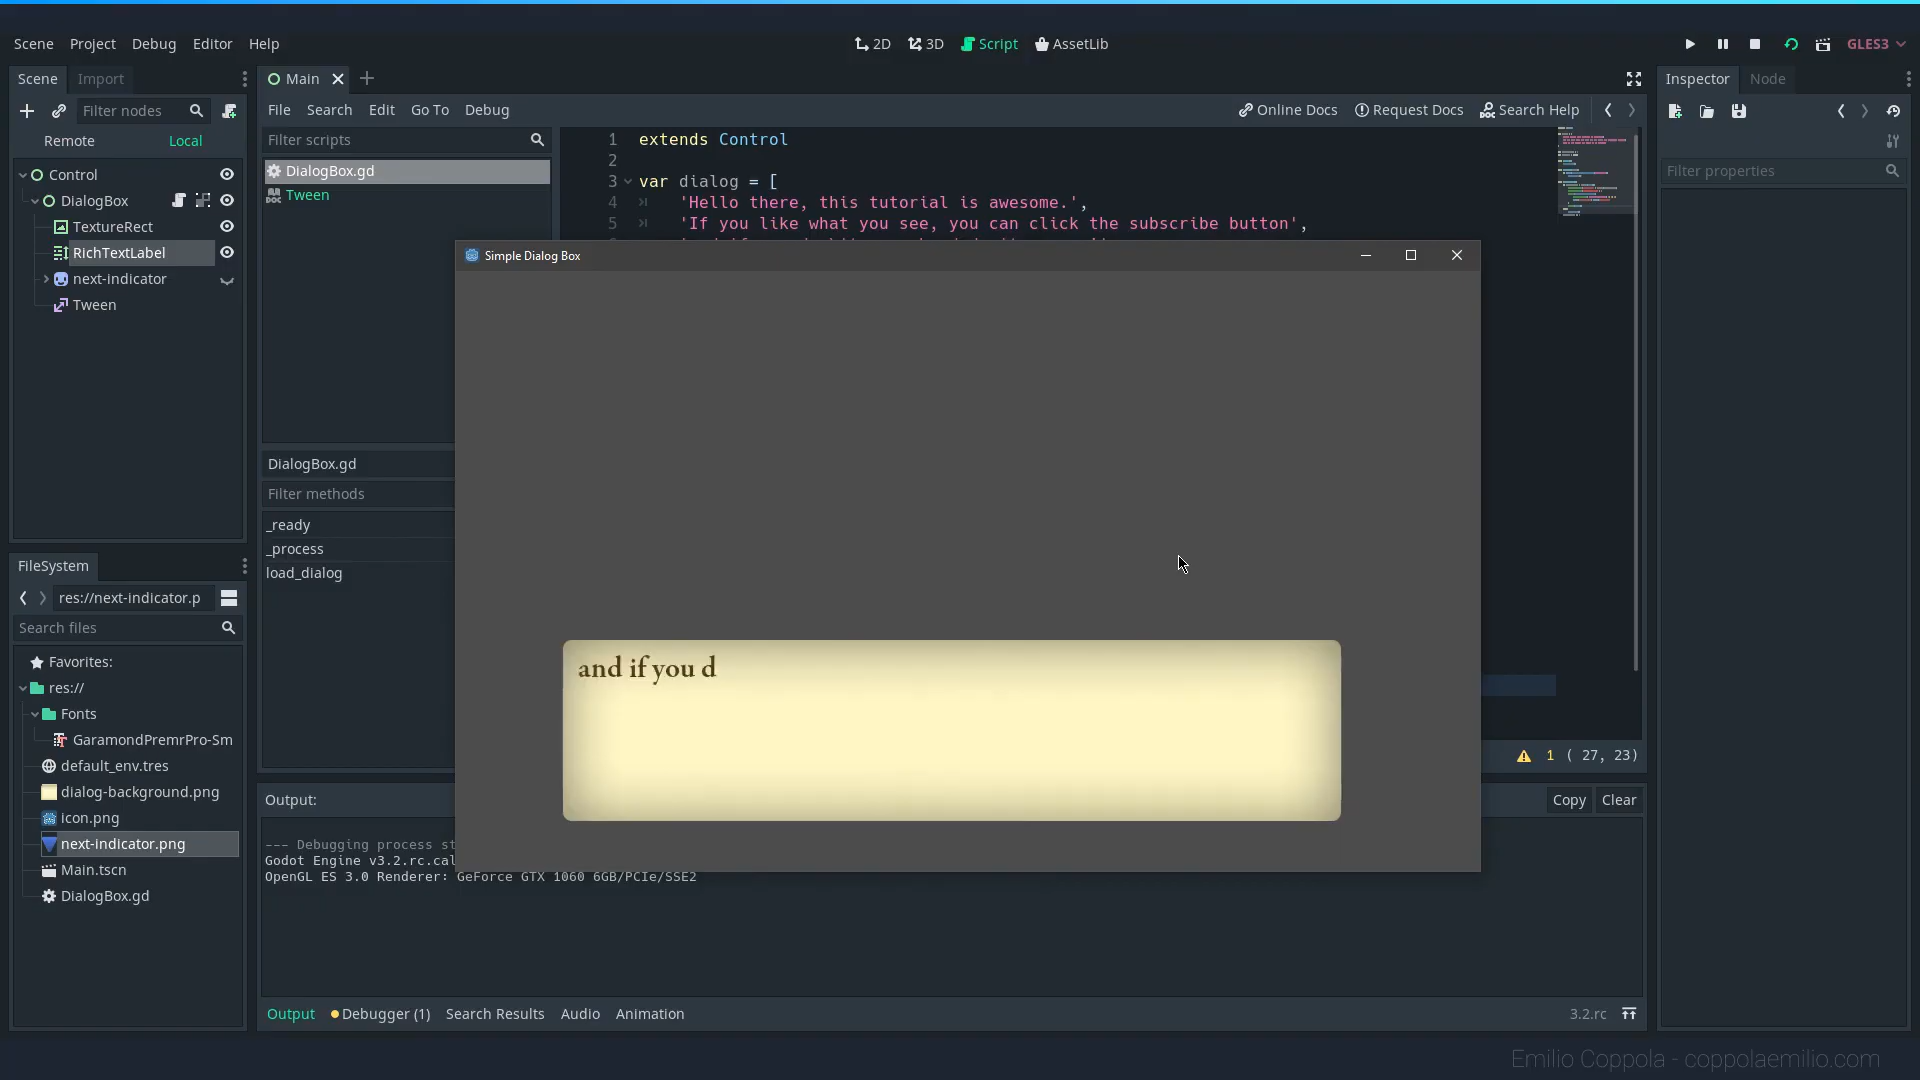 Scene Project Debug Editor Help
2D 3D Script AssetLib
GLES3
Scene Import
Main
Inspector Node
Filter nodes
File Search Edit Go To Debug
Online Docs Request Docs Search Help
Remote Local
Filter scripts
Filter properties
Control
DialogBox
TextureRect
RichTextLabel
next-indicator
Tween
DialogBox.gd
Tween
1 extends Control
2
3 var dialog = [
4 'Hello there, this tutorial is awesome.',
5 'If you like what you see, you can click the subscribe button',
Simple Dialog Box
and if you d
DialogBox.gd
Filter methods
_ready
_process
load_dialog
1 ( 27, 23)
FileSystem
res://next-indicator.p
Search files
Favorites:
res://
Fonts
GaramondPremrPro-Sm
default_env.tres
dialog-background.png
icon.png
next-indicator.png
Main.tscn
DialogBox.gd
Output:
Copy Clear
--- Debugging process st
Godot Engine v3.2.rc.cal
OpenGL ES 3.0 Renderer: GeForce GTX 1060 6GB/PCIe/SSE2
Output Debugger (1) Search Results Audio Animation
3.2.rc
Emilio Coppola - coppolaemilio.com